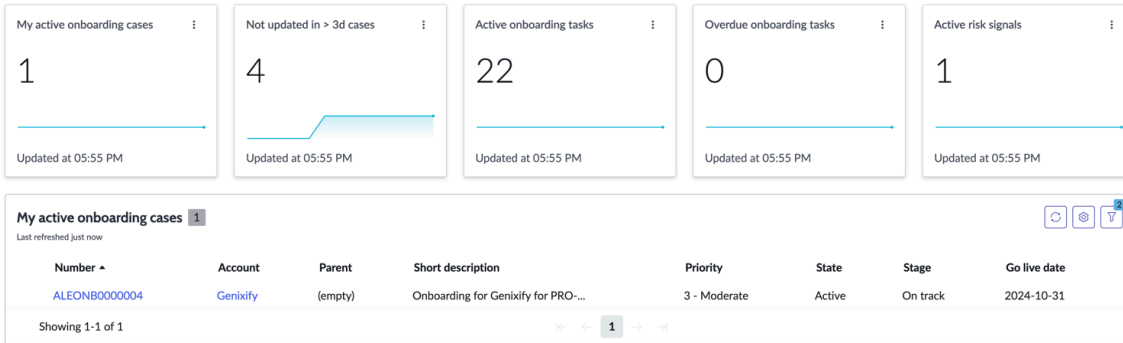 My active onboarding cases
Not updated in > 3d cases
Active onboarding tasks
Overdue onboarding tasks
Active risk signals
1
4
22
0
1
Updated at 05:55 PM
Updated at 05:55 PM
Updated at 05:55 PM
Updated at 05:55 PM
Updated at 05:55 PM
My active onboarding cases 1
2
Last refreshed just now
Number Account Parent Short description Priority State Stage Go live date
ALEONB0000004 Genixify (empty) Onboarding for Genixify for PRO-... 3 - Moderate Active On track 2024-10-31
Showing 1-1 of 1
1